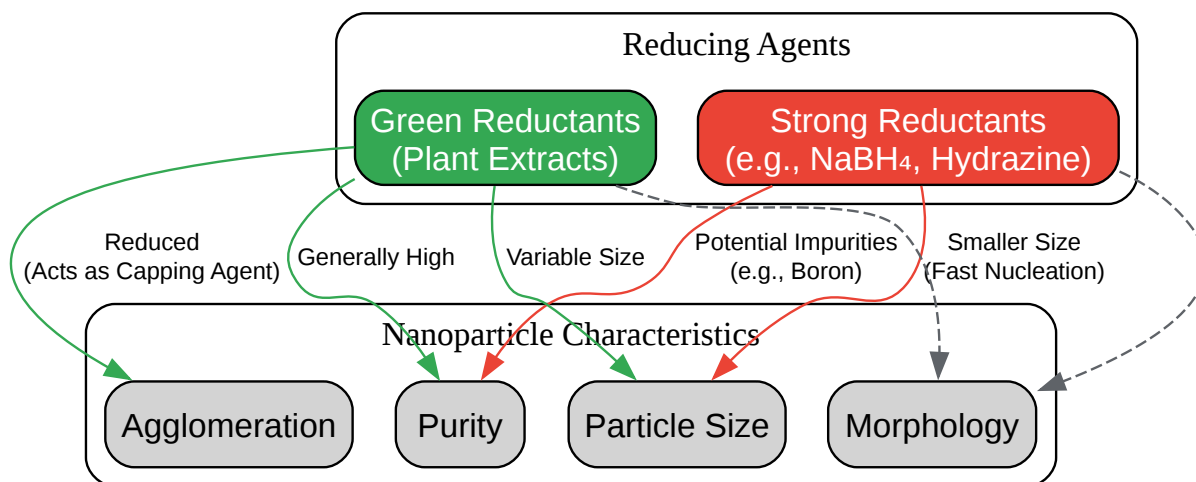 Reducing Agents
Green Reductants
(Plant Extracts)
Strong Reductants
(e.g., NaBH₄, Hydrazine)
Reduced
(Acts as Capping Agent)
Generally High
Variable Size
Potential Impurities
(e.g., Boron)
Smaller Size
(Fast Nucleation)
Nanoparticle Characteristics
Agglomeration
Purity
Particle Size
Morphology